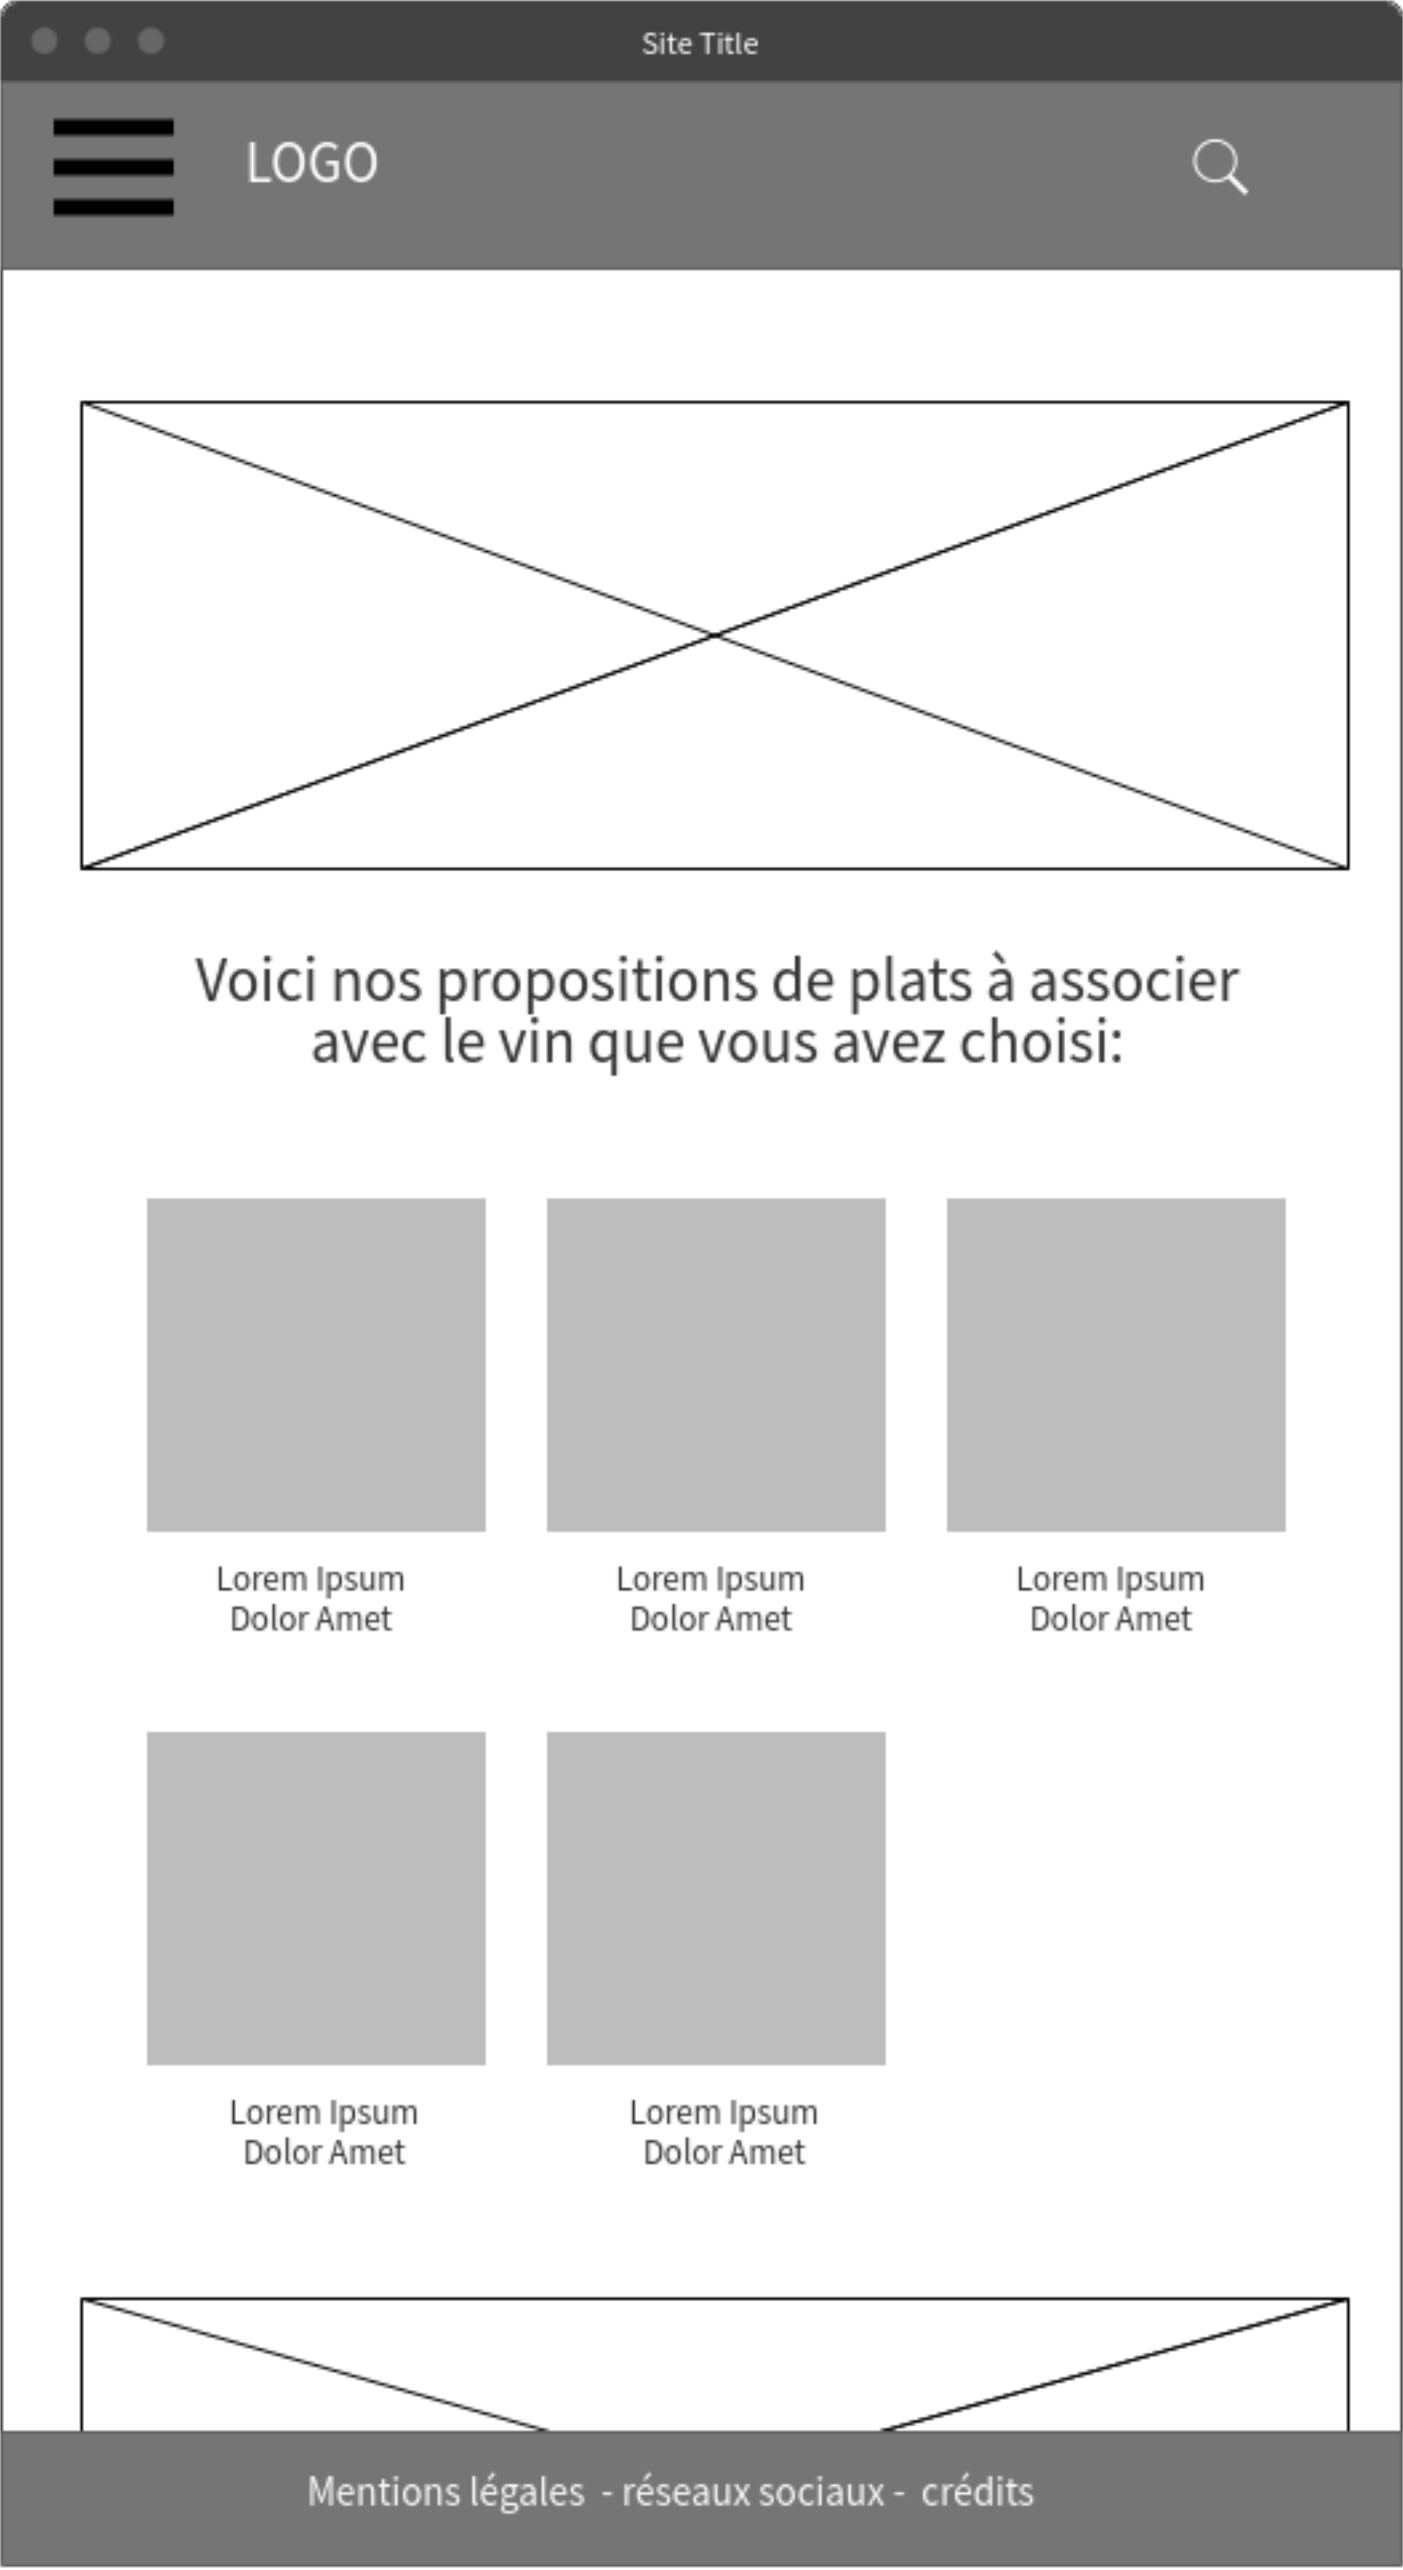 Site Title
LOGO
Voici nos propositions de plats à associer
avec le vin que vous avez choisi:
Lorem Ipsum
Dolor Amet
Lorem Ipsum
Dolor Amet
Lorem Ipsum
Dolor Amet
Lorem Ipsum
Dolor Amet
Lorem Ipsum
Dolor Amet
Mentions légales - réseaux sociaux - crédits